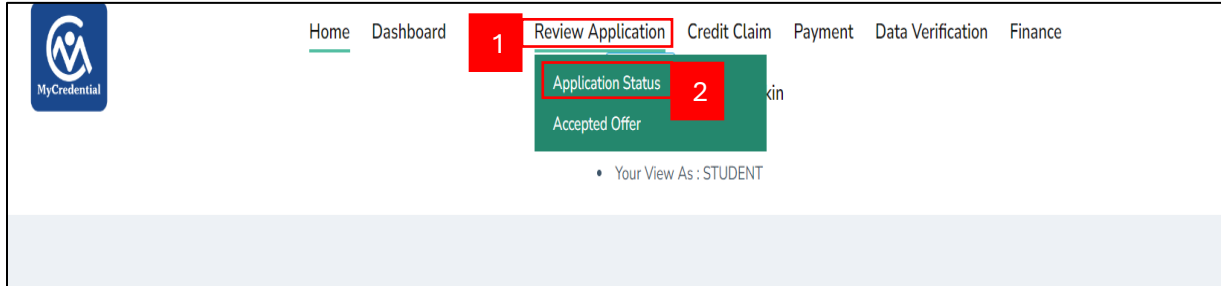 Home Dashboard 1 Review Application Credit Claim Payment Data Verification Finance
MyCredential
Application Status 2
Accepted Offer
• Your View As : STUDENT